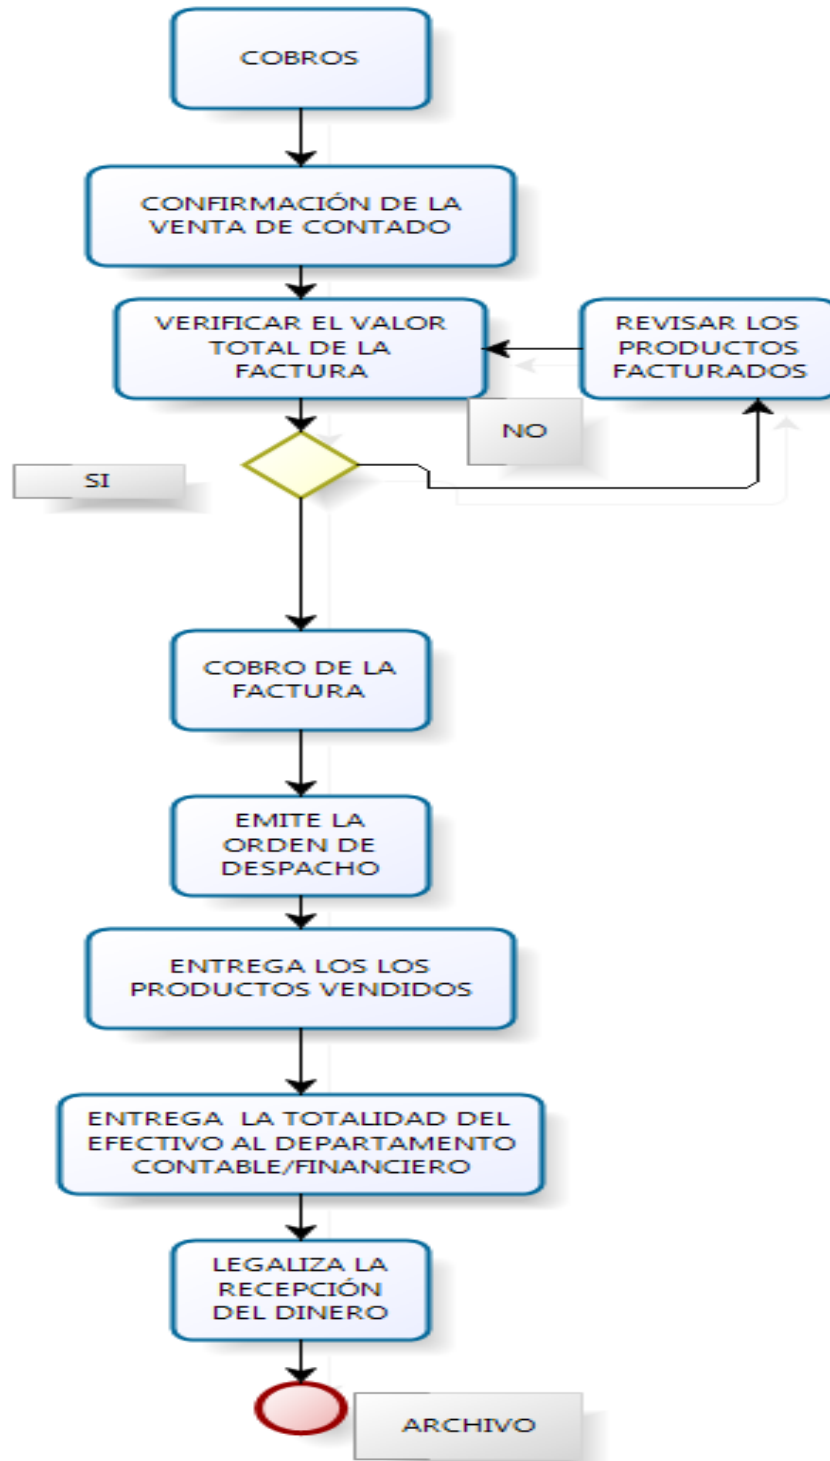 COBROS
CONFIRMACIÓN DE LA
VENTA DE CONTADO
VERIFICAR EL VALOR
TOTAL DE LA
FACTURA
REVISAR LOS
PRODUCTOS
FACTURADOS
NO
SI
COBRO DE LA
FACTURA
EMITE LA
ORDEN DE
DESPACHO
ENTREGA LOS LOS
PRODUCTOS VENDIDOS
ENTREGA LA TOTALIDAD DEL
EFECTIVO AL DEPARTAMENTO
CONTABLE/FINANCIERO
LEGALIZA LA
RECEPCIÓN
DEL DINERO
ARCHIVO